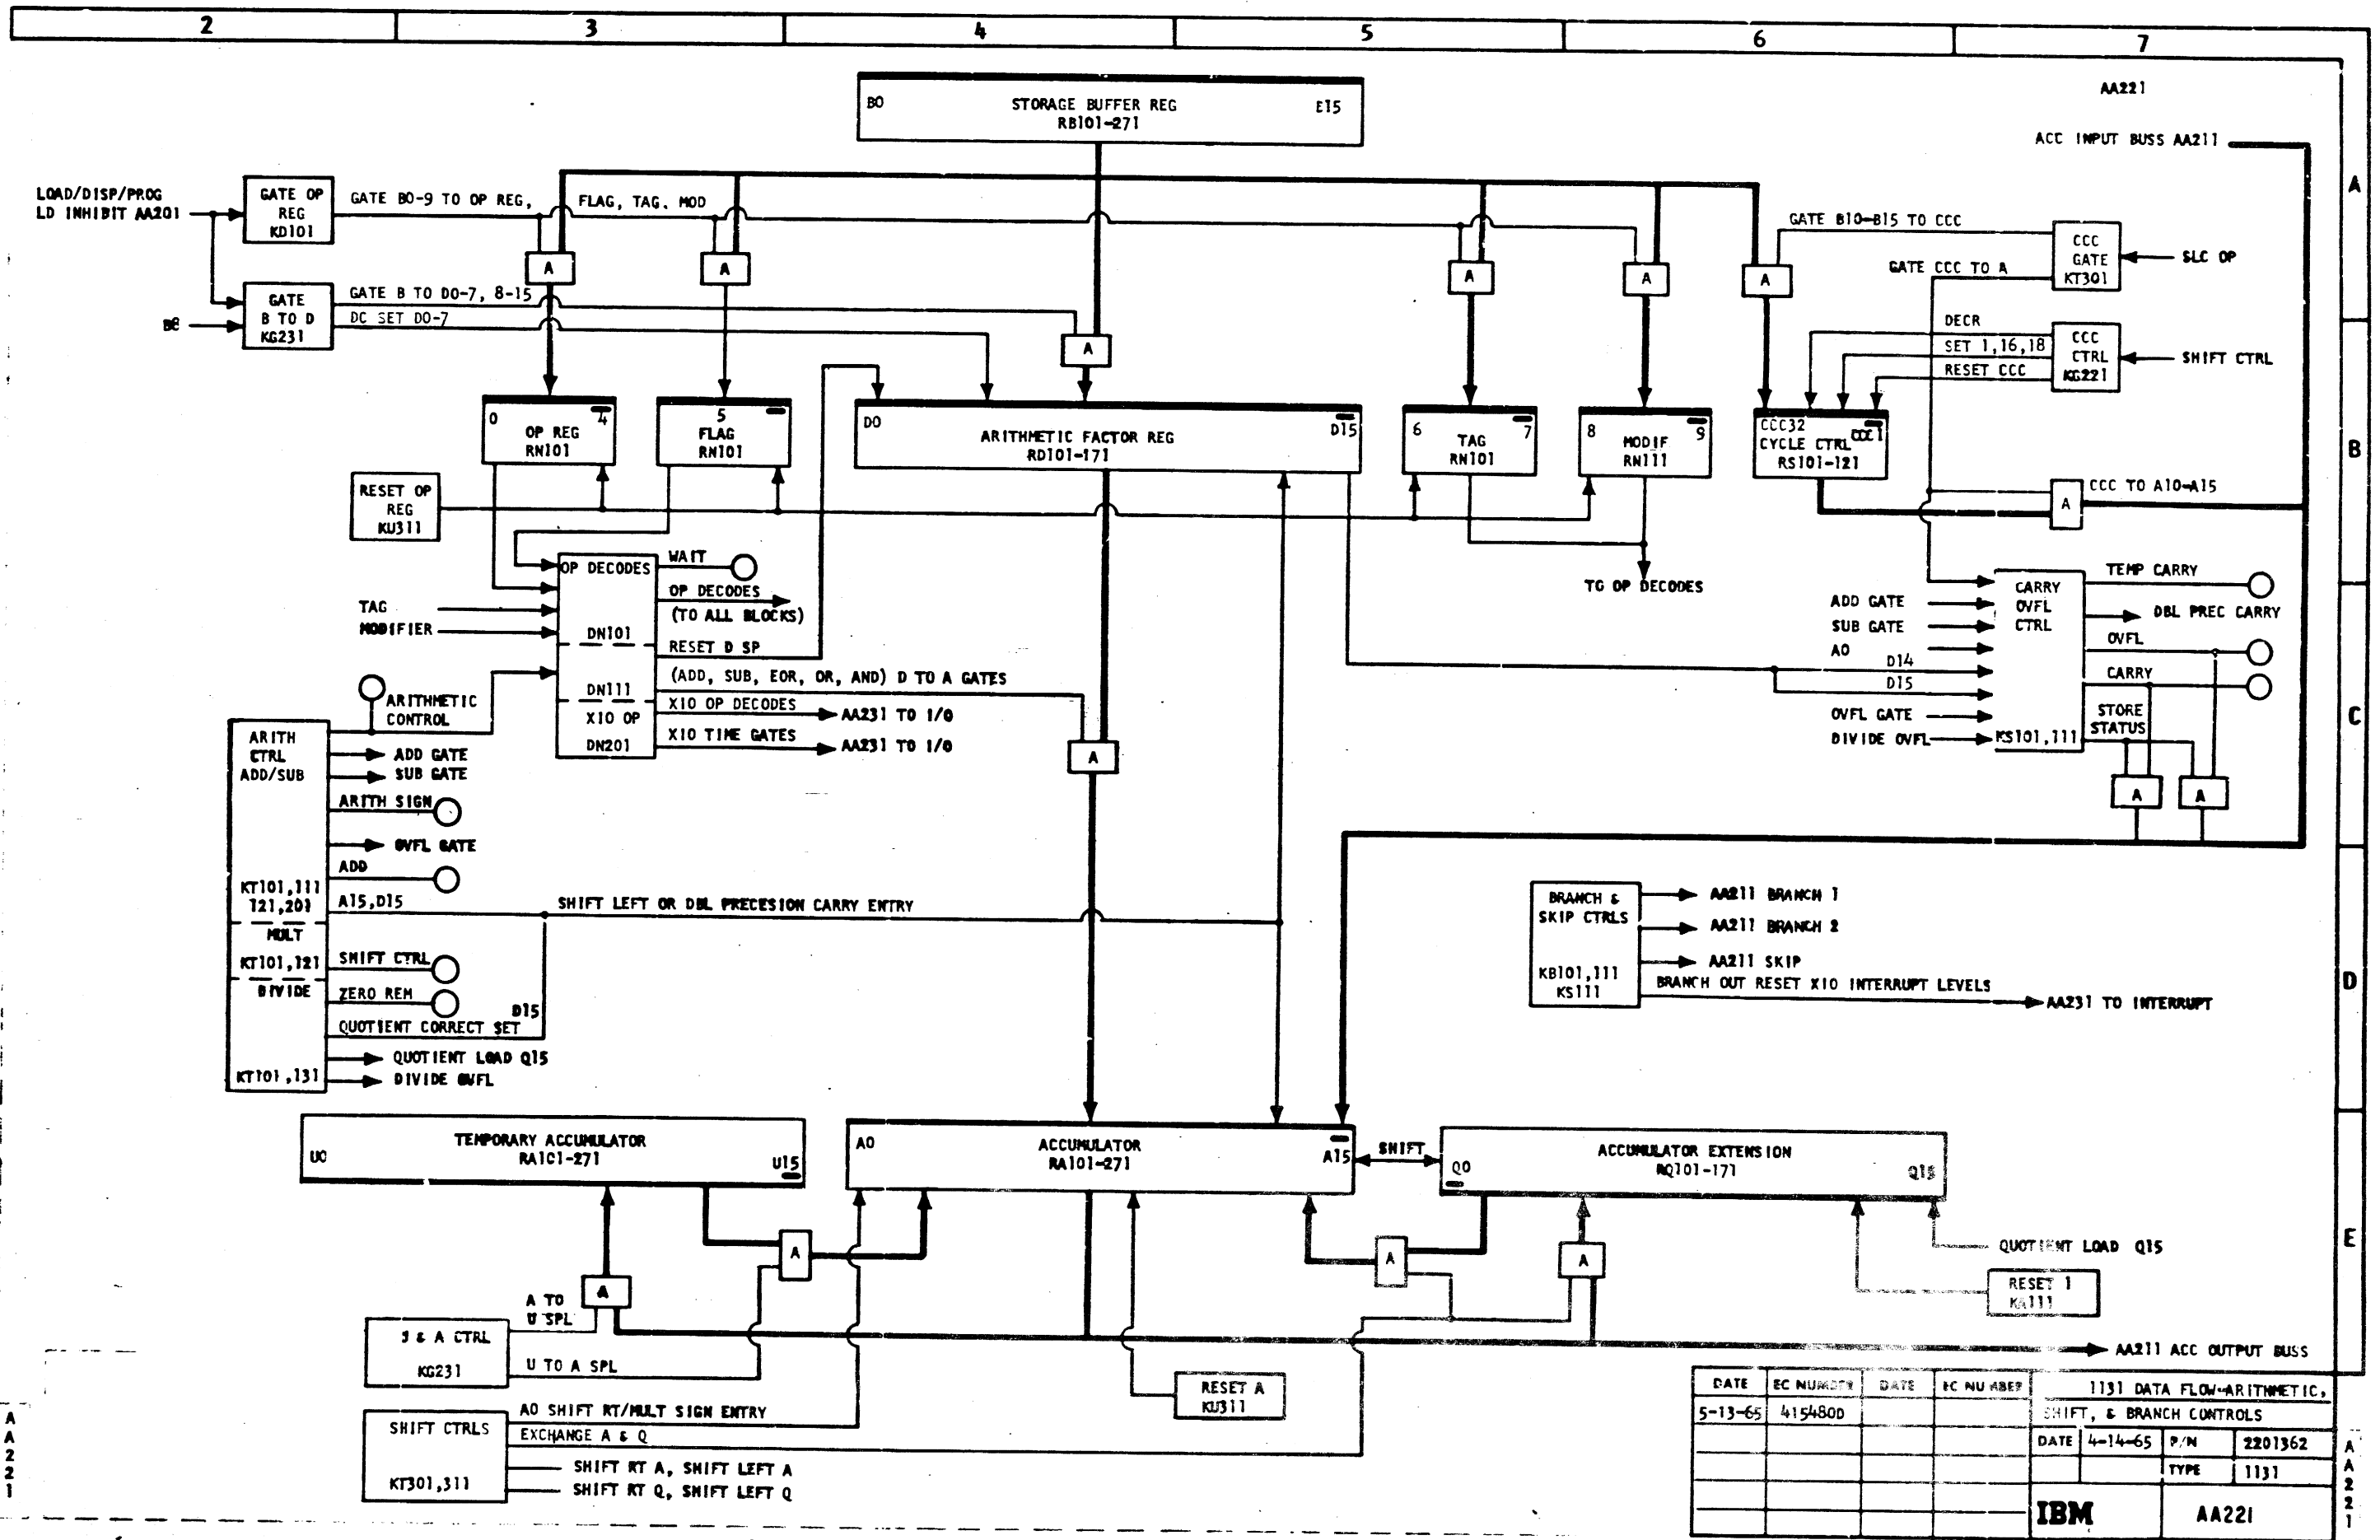 2 3 4 5 6 7
AA221
STORAGE BUFFER REG
B0 E15
RB101-271
ACC INPUT BUSS AA211
A
LOAD/DISP/PROG
LD INHIBIT AA201
GATE OP
REG
KD101
GATE B0-9 TO OP REG, FLAG, TAG. MOD
GATE B10-B15 TO CCC
CCC
GATE
KT301
SLC OP
GATE CCC TO A
A A A A A
GATE
B TO D
KG231
GATE B TO D0-7, 8-15
DC SET D0-7
B8
A
DECR
SET 1,16,18
RESET CCC
CCC
CTRL
KG221
SHIFT CTRL
0 4
OP REG
RN101
5
FLAG
RN101
D0 D15
ARITHMETIC FACTOR REG
RD101-171
6 7
TAG
RN101
8 9
MODIF
RN111
CCC32
CYCLE CTRL CCC1
RS101-121
B
RESET OP
REG
KU311
A
CCC TO A10-A15
OP DECODES
WAIT
OP DECODES
(TO ALL BLOCKS)
TAG
MODIFIER
DN101
RESET D SP
(ADD, SUB, EOR, OR, AND) D TO A GATES
DN111
XIO OP DECODES
AA231 TO I/O
XIO OP
XIO TIME GATES
AA231 TO I/O
DN201
A
TO OP DECODES
CARRY
OVFL
CTRL
KS101,111
ADD GATE
SUB GATE
A0
D14
D15
OVFL GATE
DIVIDE OVFL
TEMP CARRY
DBL PREC CARRY
OVFL
CARRY
STORE
STATUS
A A
C
ARITHMETIC
CONTROL
ARITH
CTRL
ADD/SUB
ADD GATE
SUB GATE
ARITH SIGN
OVFL GATE
ADD
KT101,111
121,201
A15,D15
SHIFT LEFT OR DBL PRECESION CARRY ENTRY
MULT
KT101,121
SHIFT CTRL
DIVIDE
ZERO REM
D15
QUOTIENT CORRECT SET
QUOTIENT LOAD Q15
KT101,131
DIVIDE OVFL
BRANCH &
SKIP CTRLS
KB101,111
KS111
AA211 BRANCH 1
AA211 BRANCH 2
AA211 SKIP
BRANCH OUT RESET XIO INTERRUPT LEVELS
AA231 TO INTERRUPT
D
TEMPORARY ACCUMULATOR
RA101-271
U0 U15
A0 A15
ACCUMULATOR
RA101-271
SHIFT
ACCUMULATOR EXTENSION
RQ101-171
Q0 Q15
A A A A
QUOTIENT LOAD Q15
RESET 1
KA111
E
A TO
U SPL
& A CTRL
KG231
U TO A SPL
AA211 ACC OUTPUT BUSS
RESET A
KU311
SHIFT CTRLS
KT301,311
A0 SHIFT RT/MULT SIGN ENTRY
EXCHANGE A & Q
SHIFT RT A, SHIFT LEFT A
SHIFT RT Q, SHIFT LEFT Q
DATE EC NUMBER DATE EC NUMBER
5-13-65 415480D
1131 DATA FLOW-ARITHMETIC,
SHIFT, & BRANCH CONTROLS
DATE 4-14-65 P/N 2201362
TYPE 1131
IBM AA221
AA221
AA221